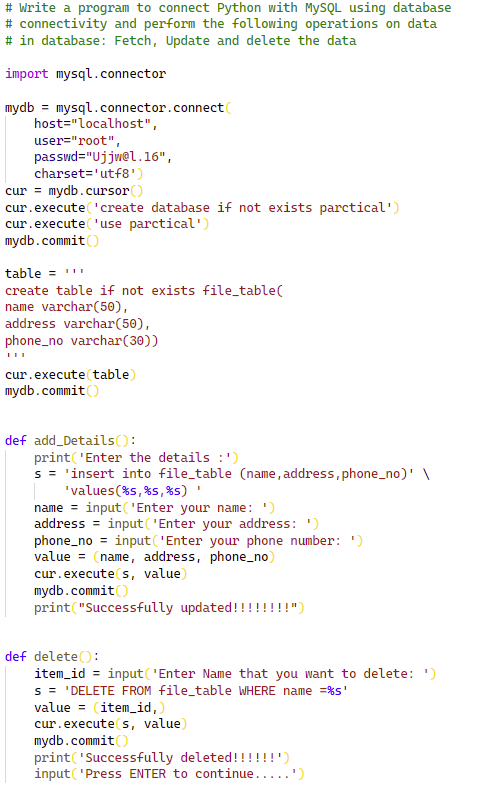 # Write a program to connect Python with MySQL using database
# connectivity and perform the following operations on data
# in database: Fetch, Update and delete the data
import mysql.connector
mydb = mysql.connector.connect(
host="localhost",
user="root",
passwd="Ujjw@l.16",
charset='utf8')
cur = mydb.cursor()
cur.execute('create database if not exists parctical')
cur.execute('use parctical')
mydb.commit()
table = '''
create table if not exists file_table(
name varchar(50),
address varchar(50),
phone_no varchar(30))
'''
cur.execute(table)
mydb.commit()
def add_Details():
print('Enter the details :')
s = 'insert into file_table (name,address,phone_no)' \
'values(%s,%s,%s) '
name = input('Enter your name: ')
address = input('Enter your address: ')
phone_no = input('Enter your phone number: ')
value = (name, address, phone_no)
cur.execute(s, value)
mydb.commit()
print("Successfully updated!!!!!!!!")
def delete():
item_id = input('Enter Name that you want to delete: ')
s = 'DELETE FROM file_table WHERE name =%s'
value = (item_id,)
cur.execute(s, value)
mydb.commit()
print('Successfully deleted!!!!!!')
input('Press ENTER to continue.....')